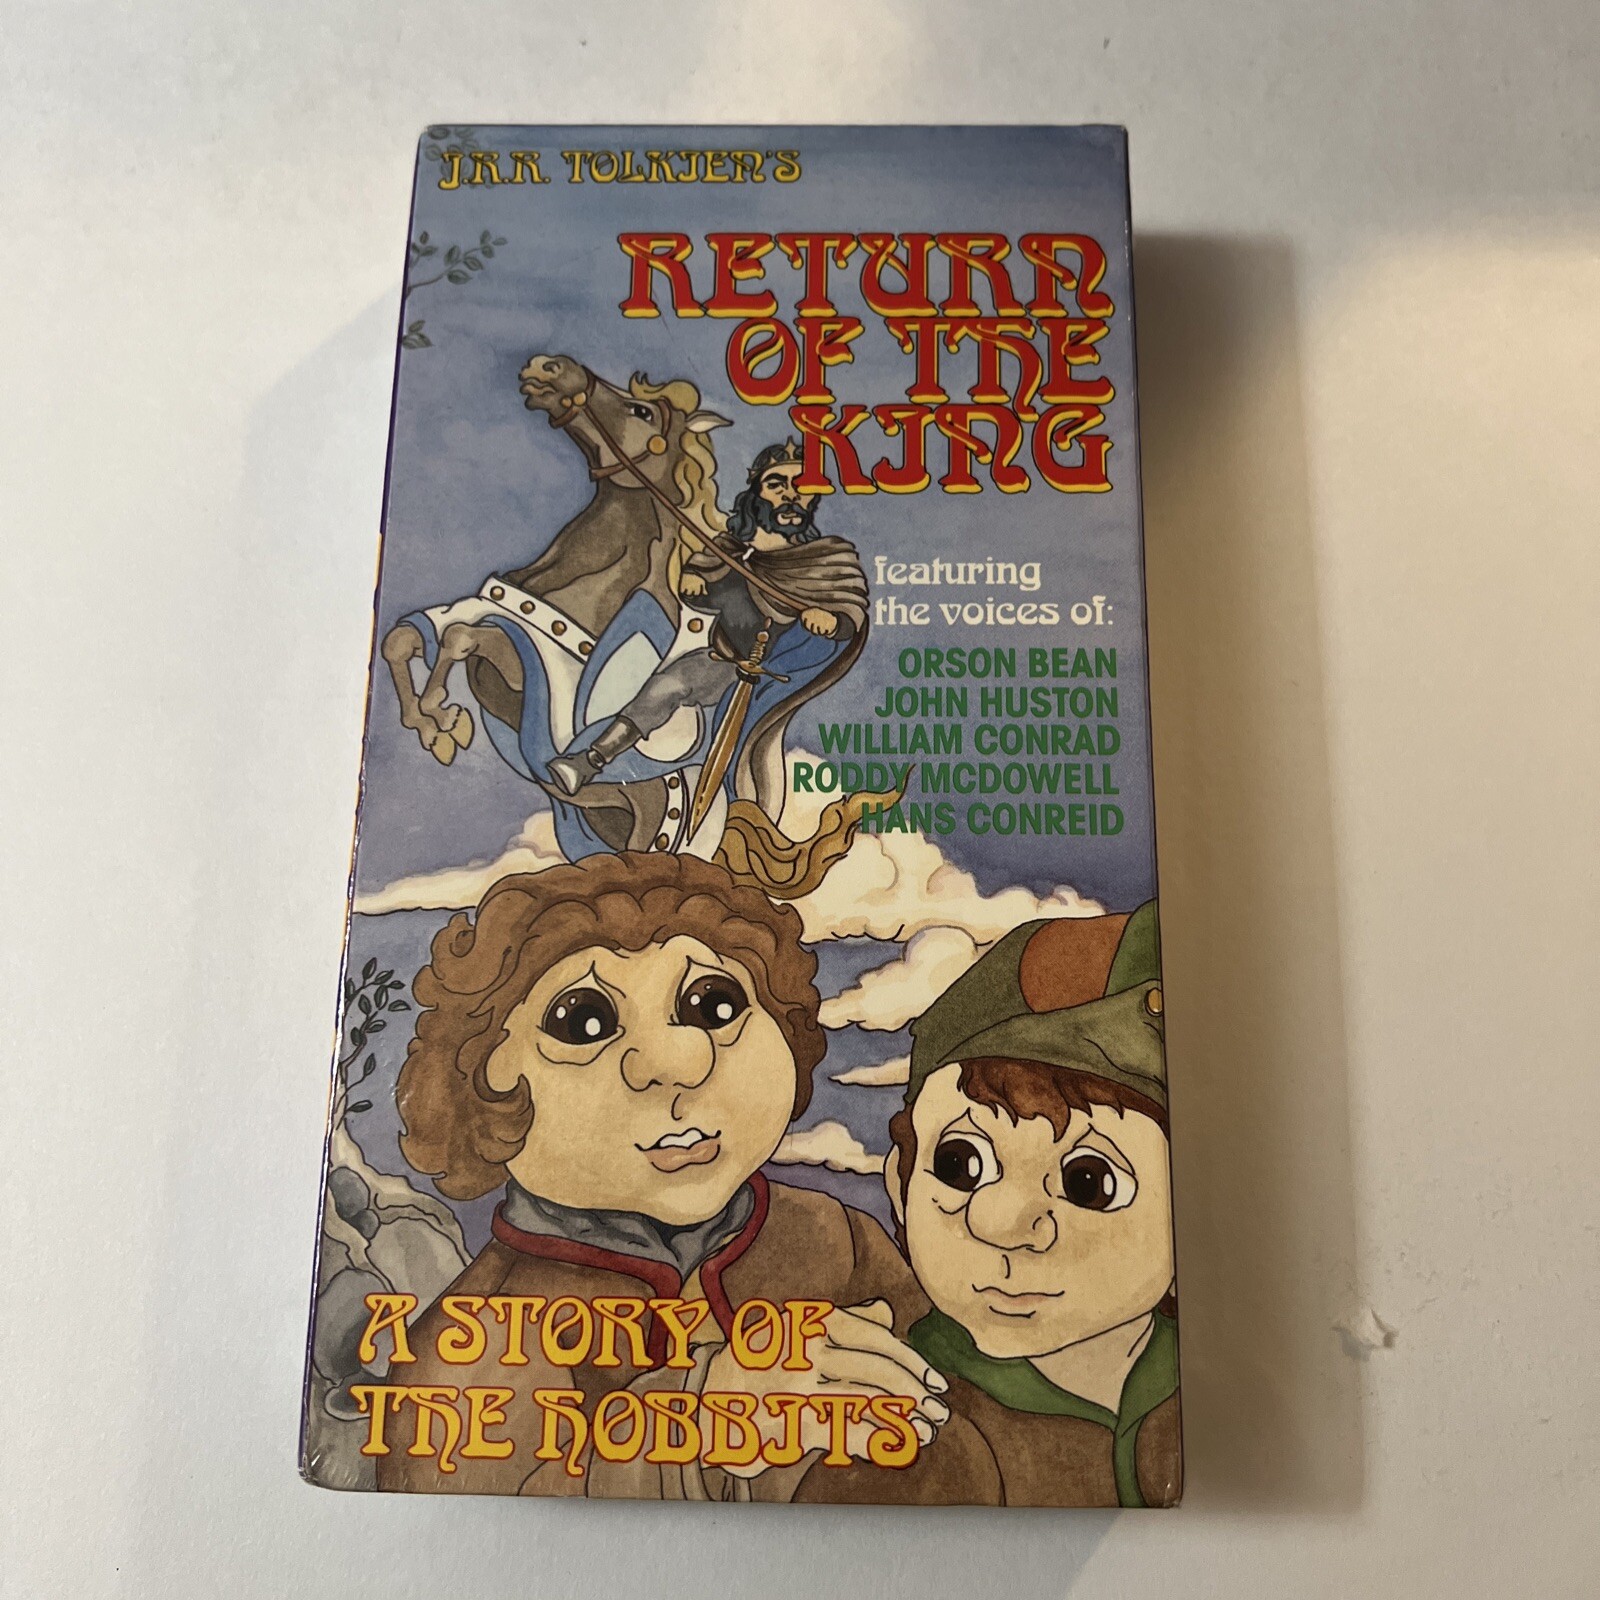 J.R.R. TOLKIEN'S
RETURN
OF THE
KING
featuring
the voices of:
ORSON BEAN
JOHN HUSTON
WILLIAM CONRAD
RODDY MCDOWELL
HANS CONREID
A STORY OF
THE HOBBITS